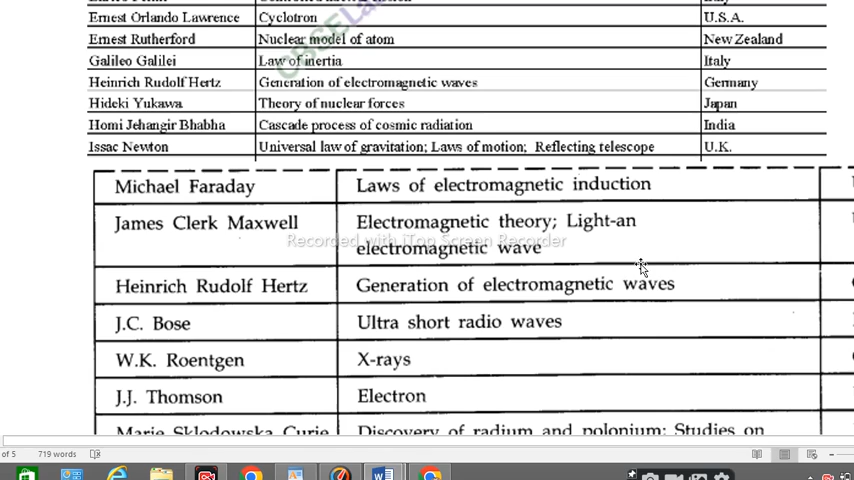 Ernest Orlando Lawrence Cyclotron U.S.A.
Ernest Rutherford Nuclear model of atom New Zealand
Galileo Galilei Law of inertia Italy
Heinrich Rudolf Hertz Generation of electromagnetic waves Germany
Hideki Yukawa Theory of nuclear forces Japan
Homi Jehangir Bhabha Cascade process of cosmic radiation India
Issac Newton Universal law of gravitation; Laws of motion; Reflecting telescope U.K.
Michael Faraday Laws of electromagnetic induction
James Clerk Maxwell Electromagnetic theory; Light-an
Recorded with iTop Screen Recorder
electromagnetic wave
Heinrich Rudolf Hertz Generation of electromagnetic waves
J.C. Bose Ultra short radio waves
W.K. Roentgen X-rays
J.J. Thomson Electron
Marie Sklodowska Curie Discovery of radium and polonium; Studies on
of 5 719 words